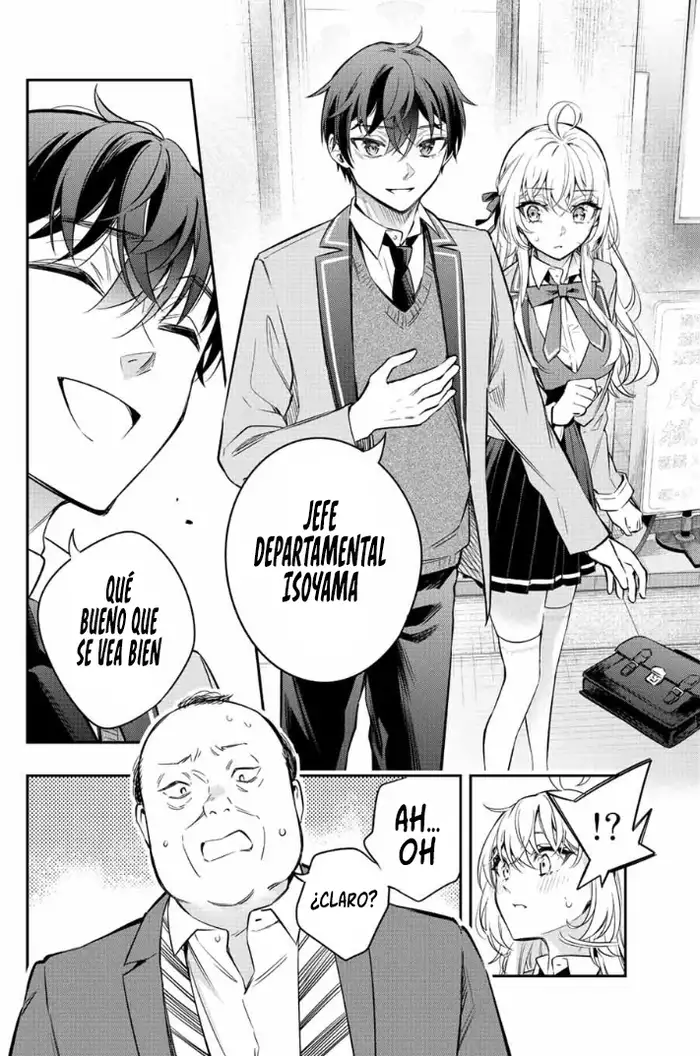 JEFE
DEPARTAMENTAL
ISOYAMA
QUÉ
BUENO QUE
SE VEA BIEN
!?
AH...
OH
¿CLARO?